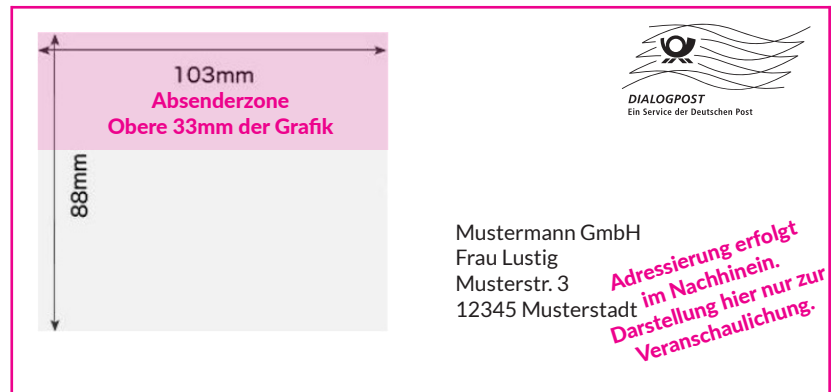 103mm
Absenderzone
Obere 33mm der Grafik
88mm
DIALOGPOST
Ein Service der Deutschen Post
Mustermann GmbH
Frau Lustig
Musterstr. 3
12345 Musterstadt
Adressierung erfolgt
im Nachhinein.
Darstellung hier nur zur
Veranschaulichung.